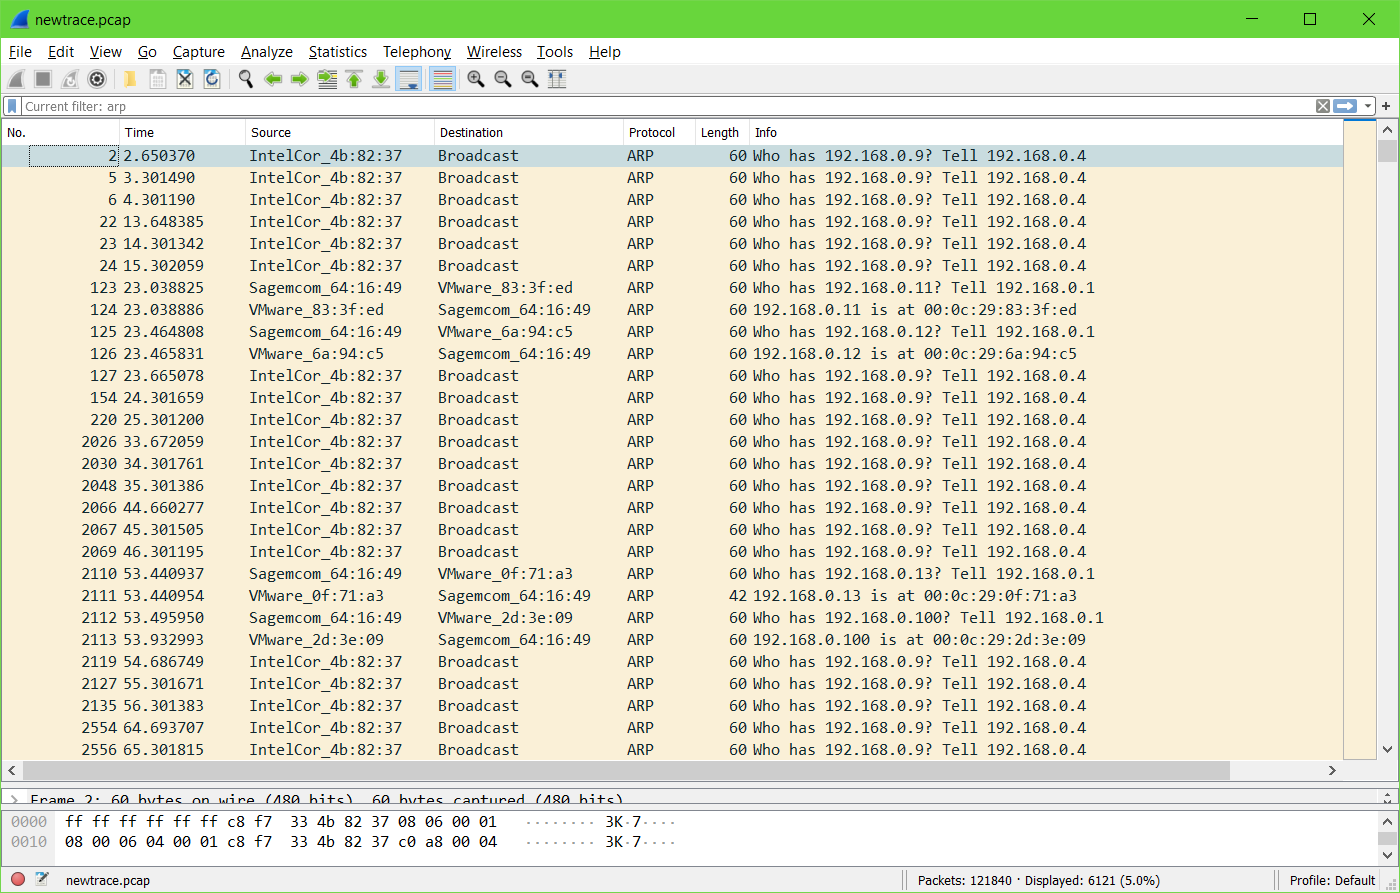 newtrace.pcap
File Edit View Go Capture Analyze Statistics Telephony Wireless Tools Help
Current filter: arp
No. Time Source Destination Protocol Length Info
2 2.650370 IntelCor_4b:82:37 Broadcast ARP 60 Who has 192.168.0.9? Tell 192.168.0.4
5 3.301490 IntelCor_4b:82:37 Broadcast ARP 60 Who has 192.168.0.9? Tell 192.168.0.4
6 4.301190 IntelCor_4b:82:37 Broadcast ARP 60 Who has 192.168.0.9? Tell 192.168.0.4
22 13.648385 IntelCor_4b:82:37 Broadcast ARP 60 Who has 192.168.0.9? Tell 192.168.0.4
23 14.301342 IntelCor_4b:82:37 Broadcast ARP 60 Who has 192.168.0.9? Tell 192.168.0.4
24 15.302059 IntelCor_4b:82:37 Broadcast ARP 60 Who has 192.168.0.9? Tell 192.168.0.4
123 23.038825 Sagemcom_64:16:49 VMware_83:3f:ed ARP 60 Who has 192.168.0.11? Tell 192.168.0.1
124 23.038886 VMware_83:3f:ed Sagemcom_64:16:49 ARP 60 192.168.0.11 is at 00:0c:29:83:3f:ed
125 23.464808 Sagemcom_64:16:49 VMware_6a:94:c5 ARP 60 Who has 192.168.0.12? Tell 192.168.0.1
126 23.465831 VMware_6a:94:c5 Sagemcom_64:16:49 ARP 60 192.168.0.12 is at 00:0c:29:6a:94:c5
127 23.665078 IntelCor_4b:82:37 Broadcast ARP 60 Who has 192.168.0.9? Tell 192.168.0.4
154 24.301659 IntelCor_4b:82:37 Broadcast ARP 60 Who has 192.168.0.9? Tell 192.168.0.4
220 25.301200 IntelCor_4b:82:37 Broadcast ARP 60 Who has 192.168.0.9? Tell 192.168.0.4
2026 33.672059 IntelCor_4b:82:37 Broadcast ARP 60 Who has 192.168.0.9? Tell 192.168.0.4
2030 34.301761 IntelCor_4b:82:37 Broadcast ARP 60 Who has 192.168.0.9? Tell 192.168.0.4
2048 35.301386 IntelCor_4b:82:37 Broadcast ARP 60 Who has 192.168.0.9? Tell 192.168.0.4
2066 44.660277 IntelCor_4b:82:37 Broadcast ARP 60 Who has 192.168.0.9? Tell 192.168.0.4
2067 45.301505 IntelCor_4b:82:37 Broadcast ARP 60 Who has 192.168.0.9? Tell 192.168.0.4
2069 46.301195 IntelCor_4b:82:37 Broadcast ARP 60 Who has 192.168.0.9? Tell 192.168.0.4
2110 53.440937 Sagemcom_64:16:49 VMware_0f:71:a3 ARP 60 Who has 192.168.0.13? Tell 192.168.0.1
2111 53.440954 VMware_0f:71:a3 Sagemcom_64:16:49 ARP 42 192.168.0.13 is at 00:0c:29:0f:71:a3
2112 53.495950 Sagemcom_64:16:49 VMware_2d:3e:09 ARP 60 Who has 192.168.0.100? Tell 192.168.0.1
2113 53.932993 VMware_2d:3e:09 Sagemcom_64:16:49 ARP 60 192.168.0.100 is at 00:0c:29:2d:3e:09
2119 54.686749 IntelCor_4b:82:37 Broadcast ARP 60 Who has 192.168.0.9? Tell 192.168.0.4
2127 55.301671 IntelCor_4b:82:37 Broadcast ARP 60 Who has 192.168.0.9? Tell 192.168.0.4
2135 56.301383 IntelCor_4b:82:37 Broadcast ARP 60 Who has 192.168.0.9? Tell 192.168.0.4
2554 64.693707 IntelCor_4b:82:37 Broadcast ARP 60 Who has 192.168.0.9? Tell 192.168.0.4
2556 65.301815 IntelCor_4b:82:37 Broadcast ARP 60 Who has 192.168.0.9? Tell 192.168.0.4
Frame 2: 60 bytes on wire (480 bits), 60 bytes captured (480 bits)
0000 ff ff ff ff ff ff c8 f7 33 4b 82 37 08 06 00 01 ········ 3K·7····
0010 08 00 06 04 00 01 c8 f7 33 4b 82 37 c0 a8 00 04 ········ 3K·7····
newtrace.pcap Packets: 121840 · Displayed: 6121 (5.0%) Profile: Default